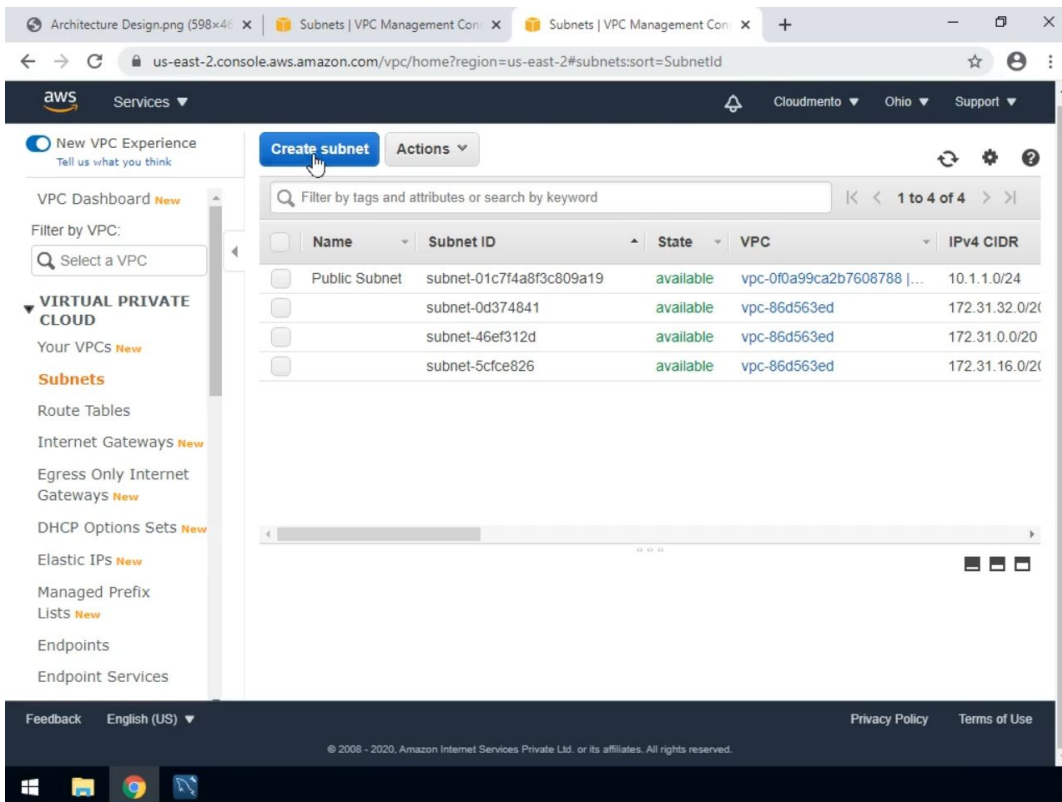 Architecture Design.png (598×46
Subnets | VPC Management Con
Subnets | VPC Management Con
us-east-2.console.aws.amazon.com/vpc/home?region=us-east-2#subnets:sort=SubnetId
aws Services Cloudmento Ohio Support
New VPC Experience
Tell us what you think
VPC Dashboard New
Filter by VPC:
Select a VPC
VIRTUAL PRIVATE
CLOUD
Your VPCs New
Subnets
Route Tables
Internet Gateways New
Egress Only Internet
Gateways New
DHCP Options Sets New
Elastic IPs New
Managed Prefix
Lists New
Endpoints
Endpoint Services
Create subnet Actions
Filter by tags and attributes or search by keyword
1 to 4 of 4
Name Subnet ID State VPC IPv4 CIDR
Public Subnet subnet-01c7f4a8f3c809a19 available vpc-0f0a99ca2b7608788 |... 10.1.1.0/24
subnet-0d374841 available vpc-86d563ed 172.31.32.0/20
subnet-46ef312d available vpc-86d563ed 172.31.0.0/20
subnet-5cfce826 available vpc-86d563ed 172.31.16.0/20
Feedback English (US) Privacy Policy Terms of Use
© 2008 - 2020, Amazon Internet Services Private Ltd. or its affiliates. All rights reserved.